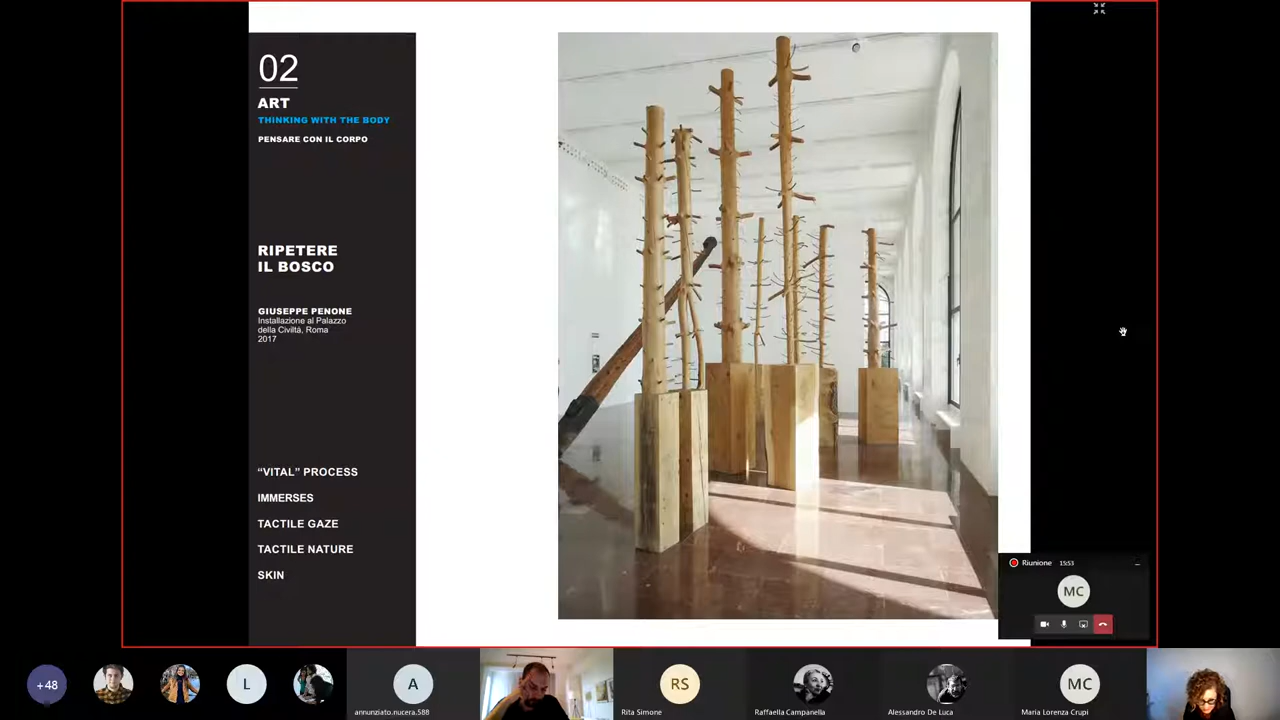 02
ART
THINKING WITH THE BODY
PENSARE CON IL CORPO
RIPETERE
IL BOSCO
GIUSEPPE PENONE
Installazione al Palazzo
della Civiltà, Roma
2017
“VITAL” PROCESS
IMMERSES
TACTILE GAZE
TACTILE NATURE
SKIN
Riunione 15:53
MC
+48
L
A
annunziato.nucera.588
RS
Rita Simone
Raffaella Campanella
Alessandro De Luca
MC
Maria Lorenza Crupi